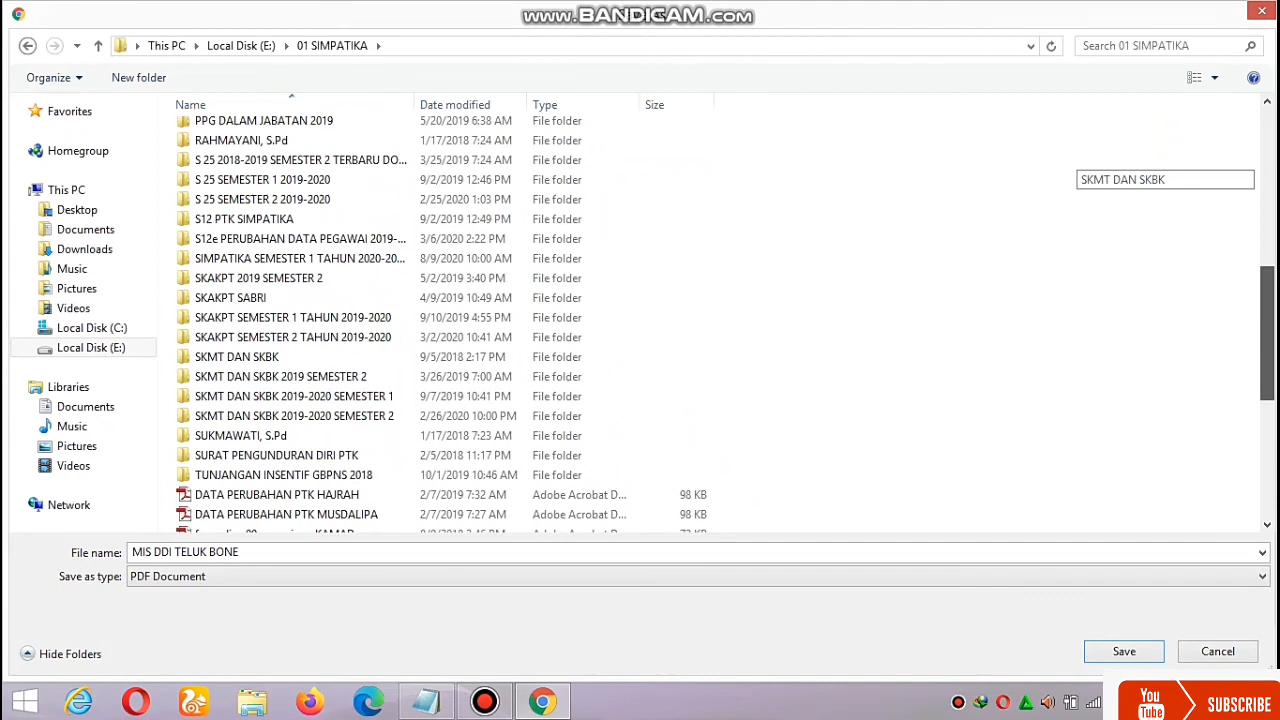 www.BANDICAM.com
This PC
Local Disk (E:)
01 SIMPATIKA
Search 01 SIMPATIKA
Organize
New folder
Name
Date modified
Type
Size
Favorites
Homegroup
This PC
Desktop
Documents
Downloads
Music
Pictures
Videos
Local Disk (C:)
Local Disk (E:)
Libraries
Documents
Music
Pictures
Videos
Network
PPG DALAM JABATAN 2019 5/20/2019 6:38 AM File folder
RAHMAYANI, S.Pd 1/17/2018 7:24 AM File folder
S 25 2018-2019 SEMESTER 2 TERBARU DO... 3/25/2019 7:24 AM File folder
S 25 SEMESTER 1 2019-2020 9/2/2019 12:46 PM File folder
S 25 SEMESTER 2 2019-2020 2/25/2020 1:03 PM File folder
S12 PTK SIMPATIKA 9/2/2019 12:49 PM File folder
S12e PERUBAHAN DATA PEGAWAI 2019-... 3/6/2020 2:22 PM File folder
SIMPATIKA SEMESTER 1 TAHUN 2020-20... 8/9/2020 10:00 AM File folder
SKAKPT 2019 SEMESTER 2 5/2/2019 3:40 PM File folder
SKAKPT SABRI 4/9/2019 10:49 AM File folder
SKAKPT SEMESTER 1 TAHUN 2019-2020 9/10/2019 4:55 PM File folder
SKAKPT SEMESTER 2 TAHUN 2019-2020 3/2/2020 10:41 AM File folder
SKMT DAN SKBK 9/5/2018 2:17 PM File folder
SKMT DAN SKBK 2019 SEMESTER 2 3/26/2019 7:00 AM File folder
SKMT DAN SKBK 2019-2020 SEMESTER 1 9/7/2019 10:41 PM File folder
SKMT DAN SKBK 2019-2020 SEMESTER 2 2/26/2020 10:00 PM File folder
SUKMAWATI, S.Pd 1/17/2018 7:23 AM File folder
SURAT PENGUNDURAN DIRI PTK 2/5/2018 11:17 PM File folder
TUNJANGAN INSENTIF GBPNS 2018 10/1/2019 10:46 AM File folder
DATA PERUBAHAN PTK HAJRAH 2/7/2019 7:32 AM Adobe Acrobat D... 98 KB
DATA PERUBAHAN PTK MUSDALIPA 2/7/2019 7:27 AM Adobe Acrobat D... 98 KB
SKMT DAN SKBK
File name: MIS DDI TELUK BONE
Save as type: PDF Document
Hide Folders
Save
Cancel
You
Tube
SUBSCRIBE